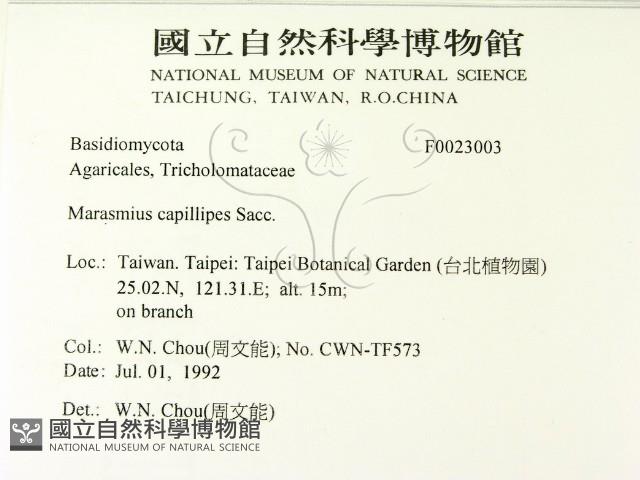 國立自然科學博物館
NATIONAL MUSEUM OF NATURAL SCIENCE
TAICHUNG, TAIWAN, R.O.CHINA
Basidiomycota F0023003
Agaricales, Tricholomataceae
Marasmius capillipes Sacc.
Loc.: Taiwan. Taipei: Taipei Botanical Garden (台北植物園)
25.02.N, 121.31.E; alt. 15m;
on branch
Col.: W.N. Chou(周文能); No. CWN-TF573
Date: Jul. 01, 1992
Det.: W.N. Chou(周文能)
國立自然科學博物館
NATIONAL MUSEUM OF NATURAL SCIENCE